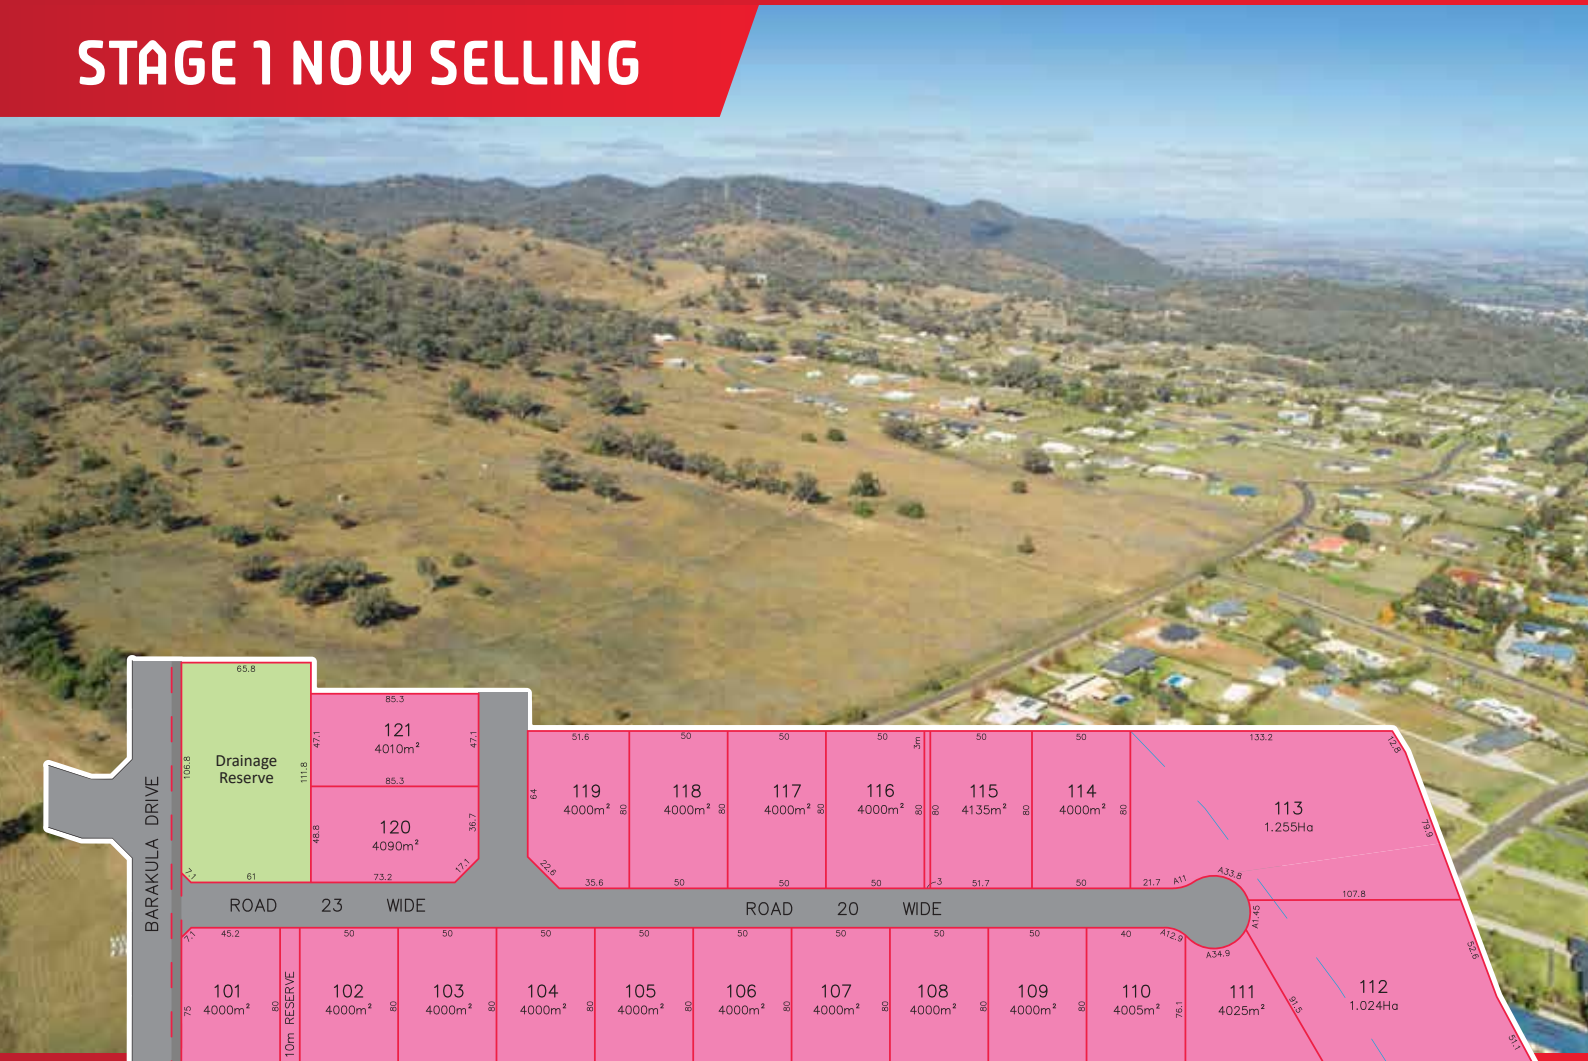 STAGE 1 NOW SELLING
65.8
Drainage
Reserve
106.8
111.8
7.1
61
85.3
47.1
121
4010m²
47.1
85.3
48.8
120
4090m²
36.7
17.1
73.2
51.6
64
119
4000m²
80
22.6
35.6
50
118
4000m²
80
50
50
117
4000m²
80
50
50
3m
116
4000m²
80
50
3
50
80
115
4135m²
80
51.7
50
114
4000m²
80
50
133.2
12.8
113
1.255Ha
79.9
21.7
A11
A33.8
107.8
A1.45
BARAKULA DRIVE
ROAD 23 WIDE
ROAD 20 WIDE
7.1
45.2
101
4000m²
75
80
10m RESERVE
50
102
4000m²
80
50
103
4000m²
80
50
104
4000m²
80
50
105
4000m²
80
50
106
4000m²
80
50
107
4000m²
80
50
108
4000m²
80
50
109
4000m²
80
40
A12.9
110
4005m²
76.1
A34.9
111
4025m²
91.5
112
1.024Ha
52.6
51.1